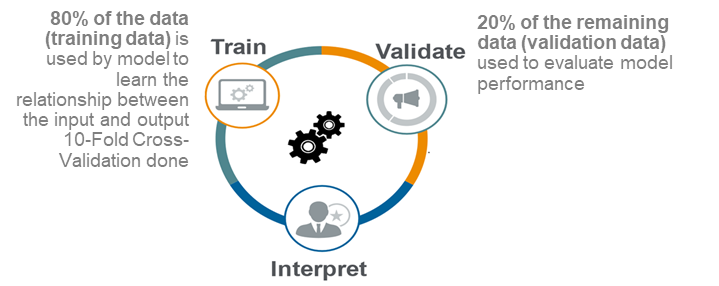 80% of the data
(training data) is
used by model to
learn the
relationship between
the input and output
10-Fold Cross-
Validation done
Train
Validate
20% of the remaining
data (validation data)
used to evaluate model
performance
Interpret